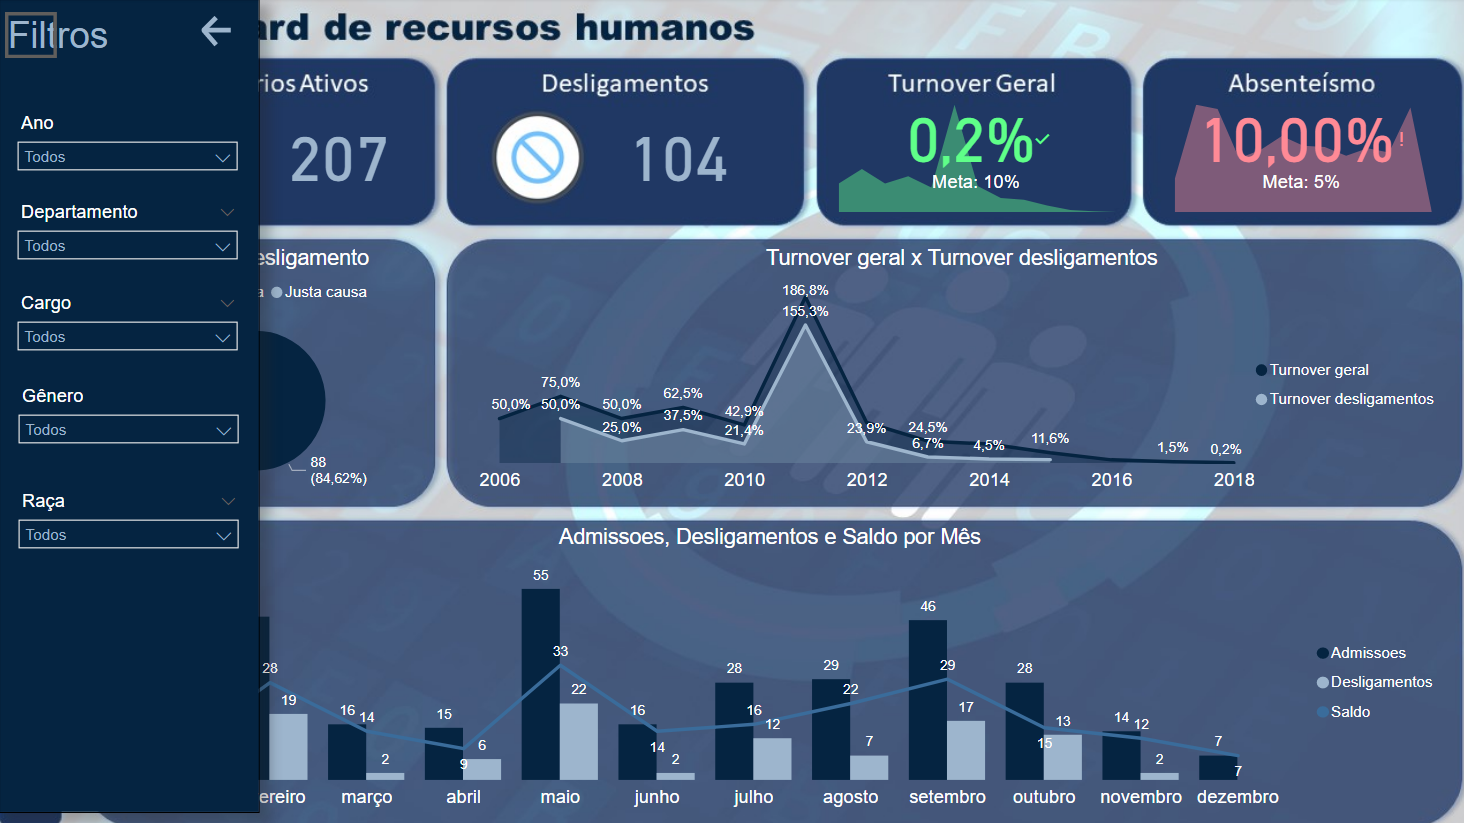 Filtros
ard de recursos humanos
Ano
Todos
Departamento
Todos
Cargo
Todos
Gênero
Todos
Raça
Todos
rios Ativos
207
Desligamentos
104
Turnover Geral
0,2%
Meta: 10%
Absenteísmo
10,00%!
Meta: 5%
esligamento
a Justa causa
88
(84,62%)
Turnover geral x Turnover desligamentos
186,8%
155,3%
75,0%
62,5%
50,0% 50,0% 50,0% 42,9%
37,5%
25,0% 21,4% 23,9% 24,5%
6,7% 4,5% 11,6% 1,5% 0,2%
2006 2008 2010 2012 2014 2016 2018
Turnover geral
Turnover desligamentos
Admissoes, Desligamentos e Saldo por Mês
55
46
33
28 28 29 29 28
19 16 14 15 22 16 16 22 17 13 14 12
2 6 9 14 2 12 7 15 2 7 7
ereiro março abril maio junho julho agosto setembro outubro novembro dezembro
Admissoes
Desligamentos
Saldo